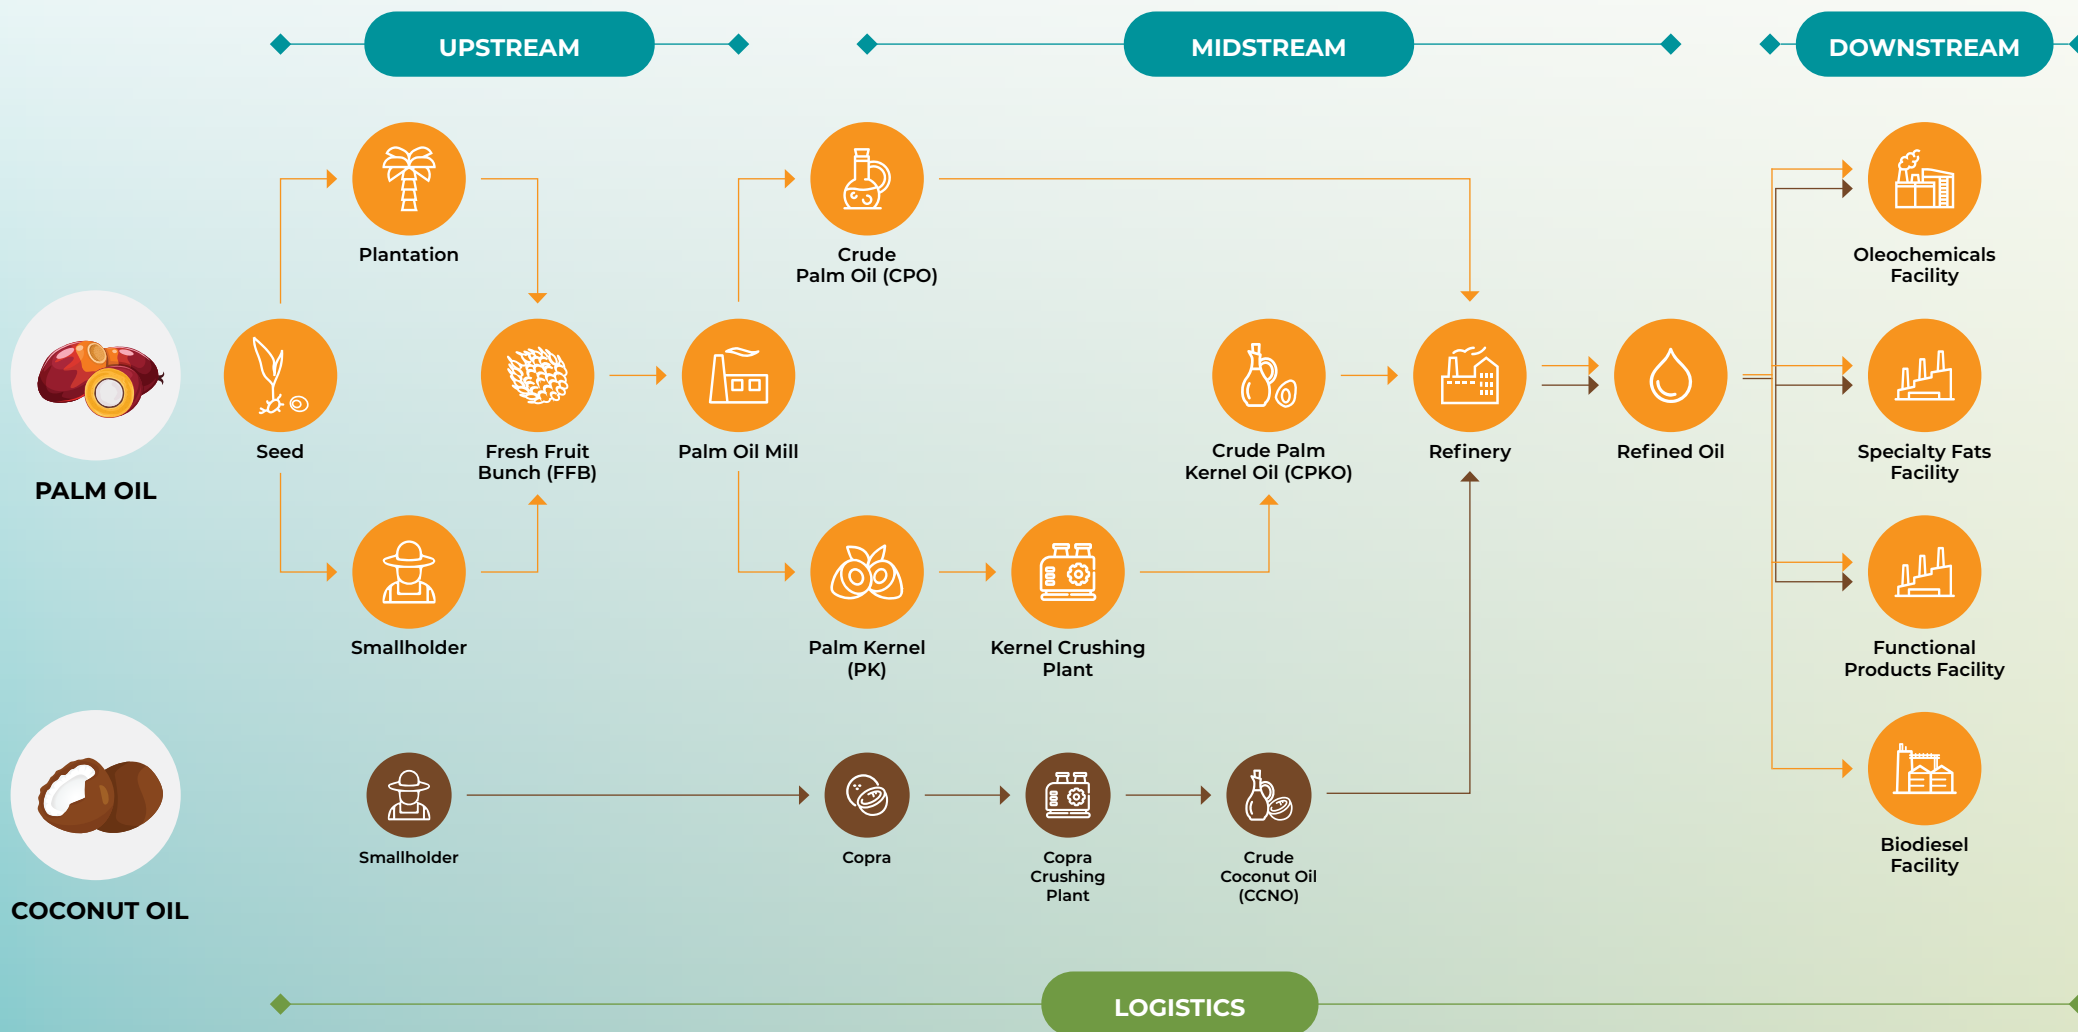 UPSTREAM
MIDSTREAM
DOWNSTREAM
Plantation
Crude
Palm Oil (CPO)
Oleochemicals
Facility
PALM OIL
Seed
Fresh Fruit
Bunch (FFB)
Palm Oil Mill
Crude Palm
Kernel Oil (CPKO)
Refinery
Refined Oil
Specialty Fats
Facility
Smallholder
Palm Kernel
(PK)
Kernel Crushing
Plant
Functional
Products Facility
COCONUT OIL
Smallholder
Copra
Copra
Crushing
Plant
Crude
Coconut Oil
(CCNO)
Biodiesel
Facility
LOGISTICS